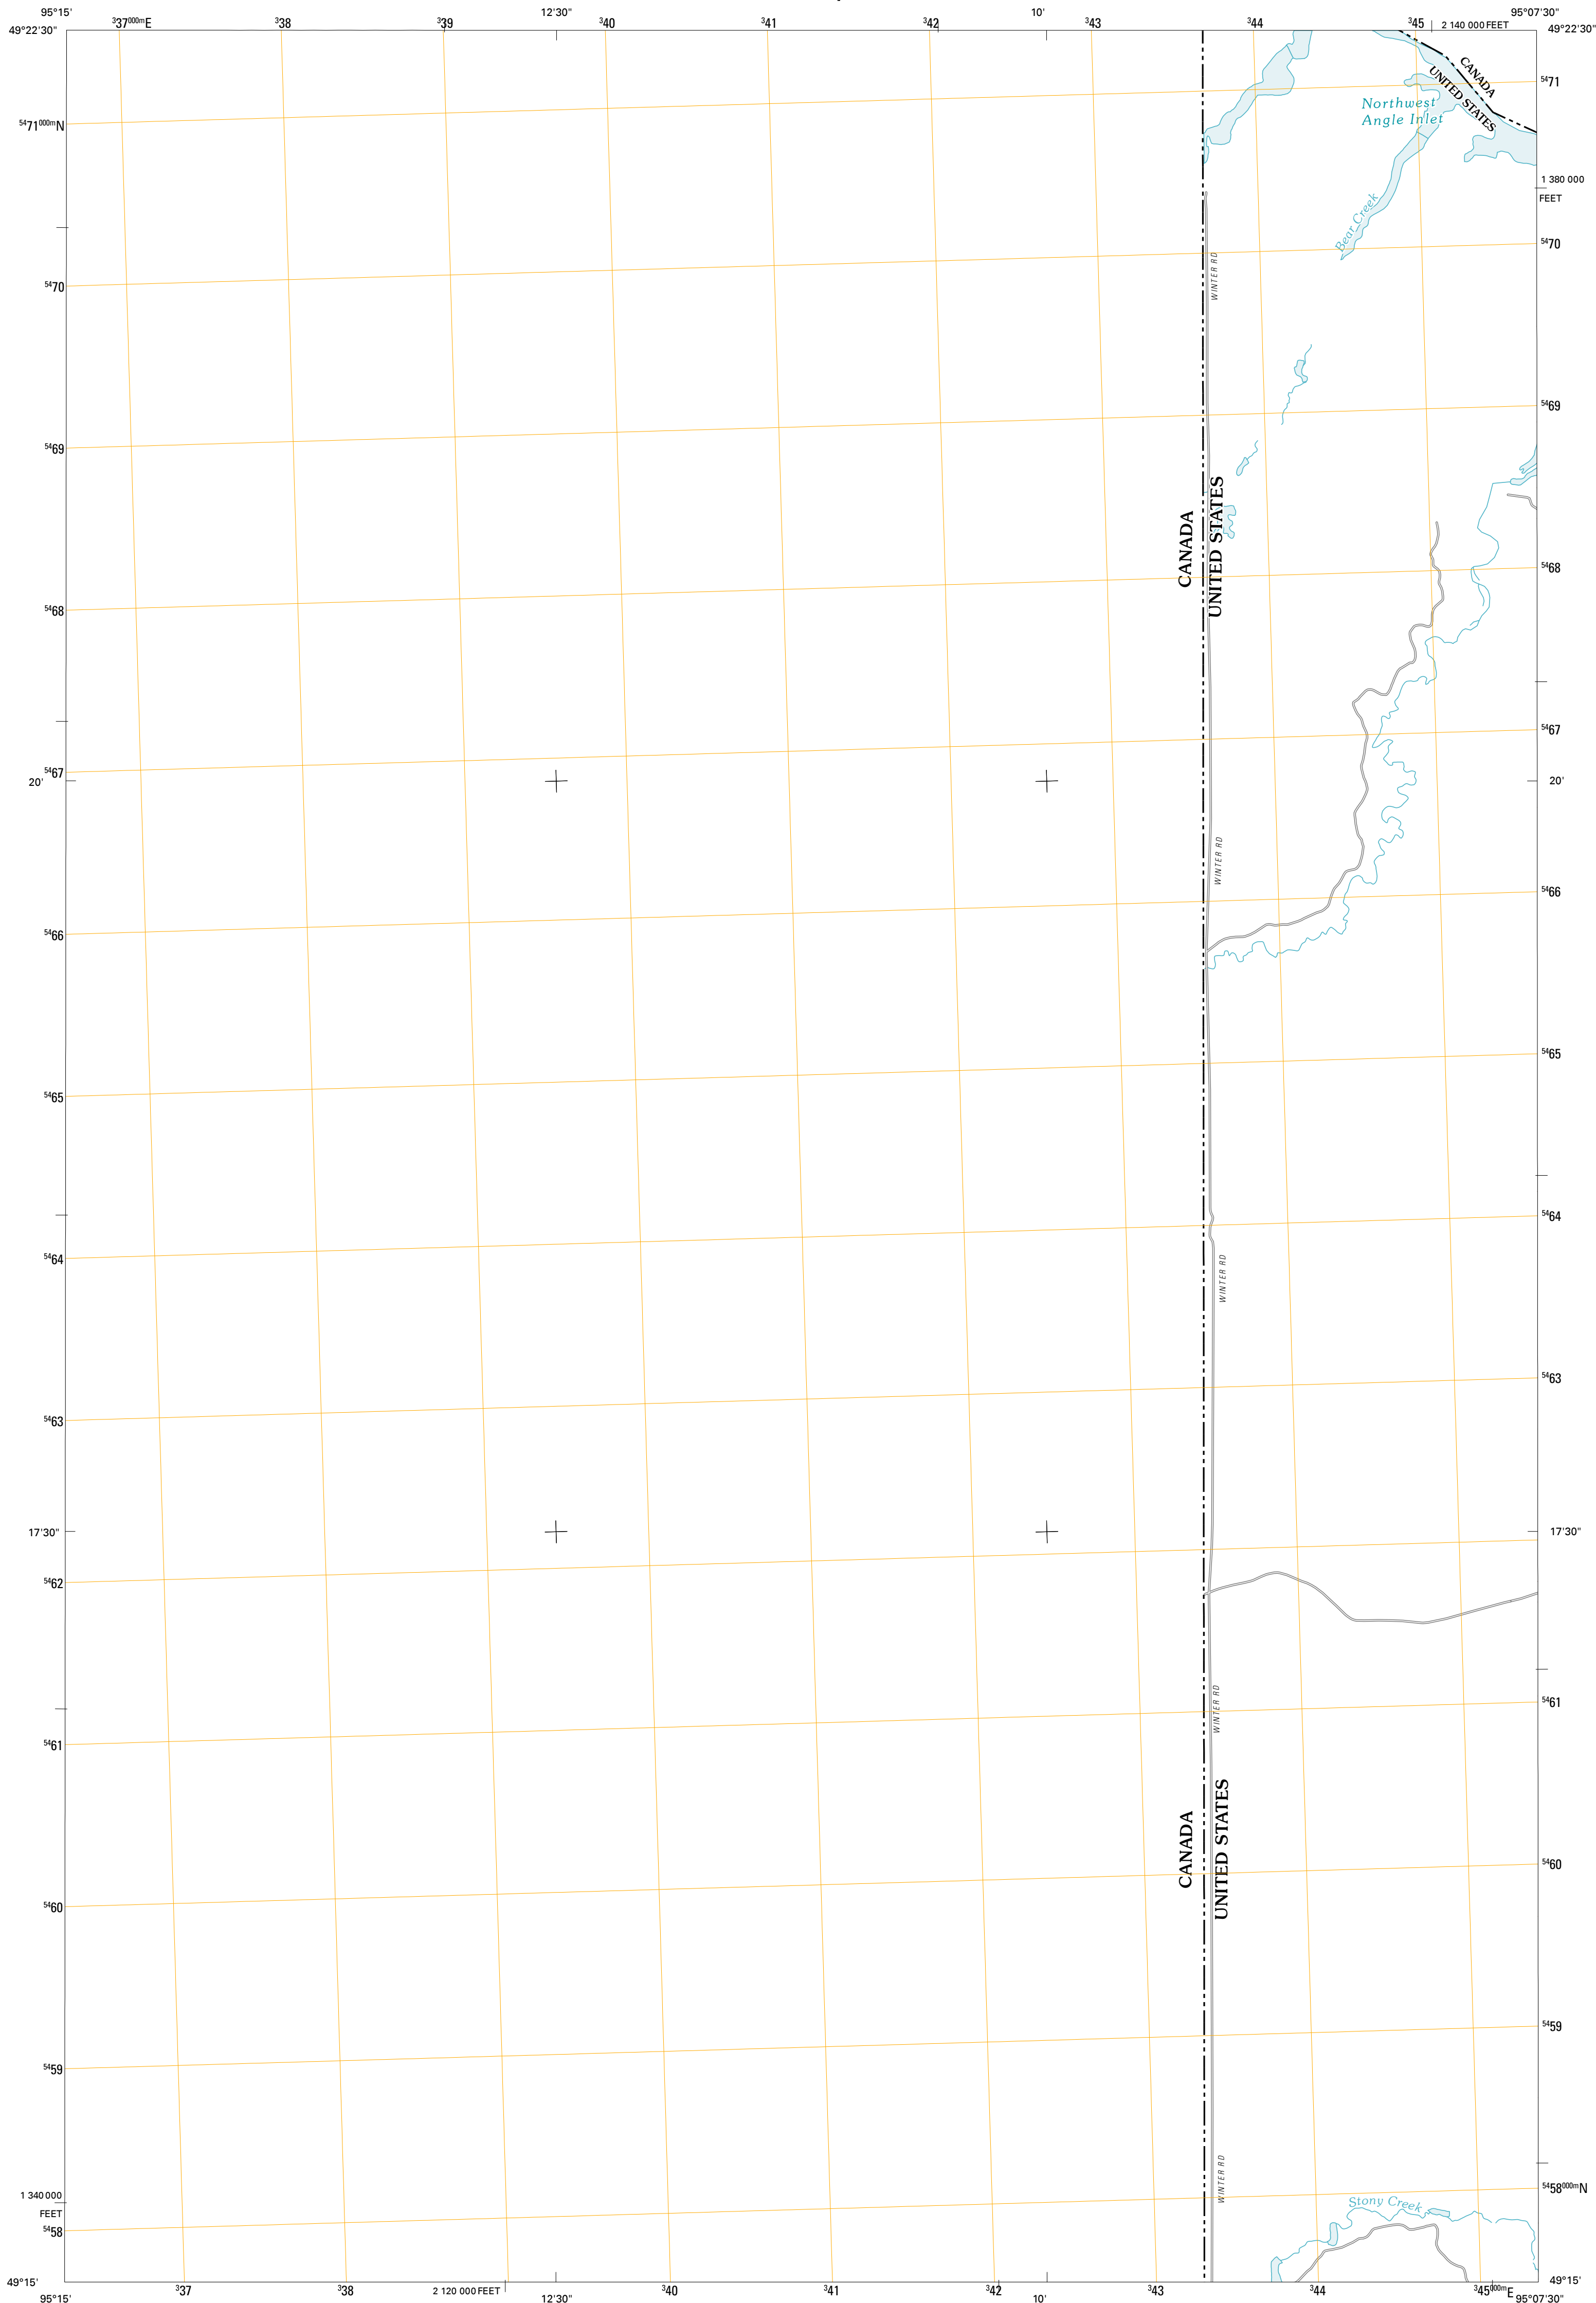 95°15' 12'30" 10' 95°07'30"
³37⁰⁰⁰ᵐE ³38 ³39 ³40 ³41 ³42 ³43 ³44 ³45 2 140 000 FEET
49°22'30" 49°22'30"
CANADA
UNITED STATES
⁵⁴71
Northwest
Angle Inlet
⁵⁴71⁰⁰⁰ᵐN
1 380 000
FEET
Bear Creek
⁵⁴70
WINTER RD
⁵⁴70
⁵⁴69
⁵⁴69
CANADA
UNITED STATES
⁵⁴68
⁵⁴68
⁵⁴67
⁵⁴67
20' 20'
WINTER RD
⁵⁴66
⁵⁴66
⁵⁴65
⁵⁴65
⁵⁴64
⁵⁴64
WINTER RD
⁵⁴63
⁵⁴63
17'30" 17'30"
⁵⁴62
WINTER RD
⁵⁴61
⁵⁴61
CANADA
UNITED STATES
⁵⁴60
⁵⁴60
⁵⁴59
⁵⁴59
WINTER RD
⁵⁴58⁰⁰⁰ᵐN
1 340 000
FEET
Stony Creek
⁵⁴58
49°15' 49°15'
³37 ³38 2 120 000 FEET ³40 ³41 ³42 ³43 ³44 ³45⁰⁰⁰ᵐE
95°15' 12'30" 10' 95°07'30"